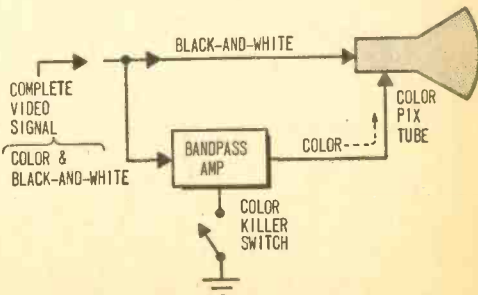 BLACK-AND-WHITE
COMPLETE
VIDEO
SIGNAL
COLOR &
BLACK-AND-WHITE
BANDPASS
AMP
COLOR
COLOR
PIX
TUBE
COLOR
KILLER
SWITCH